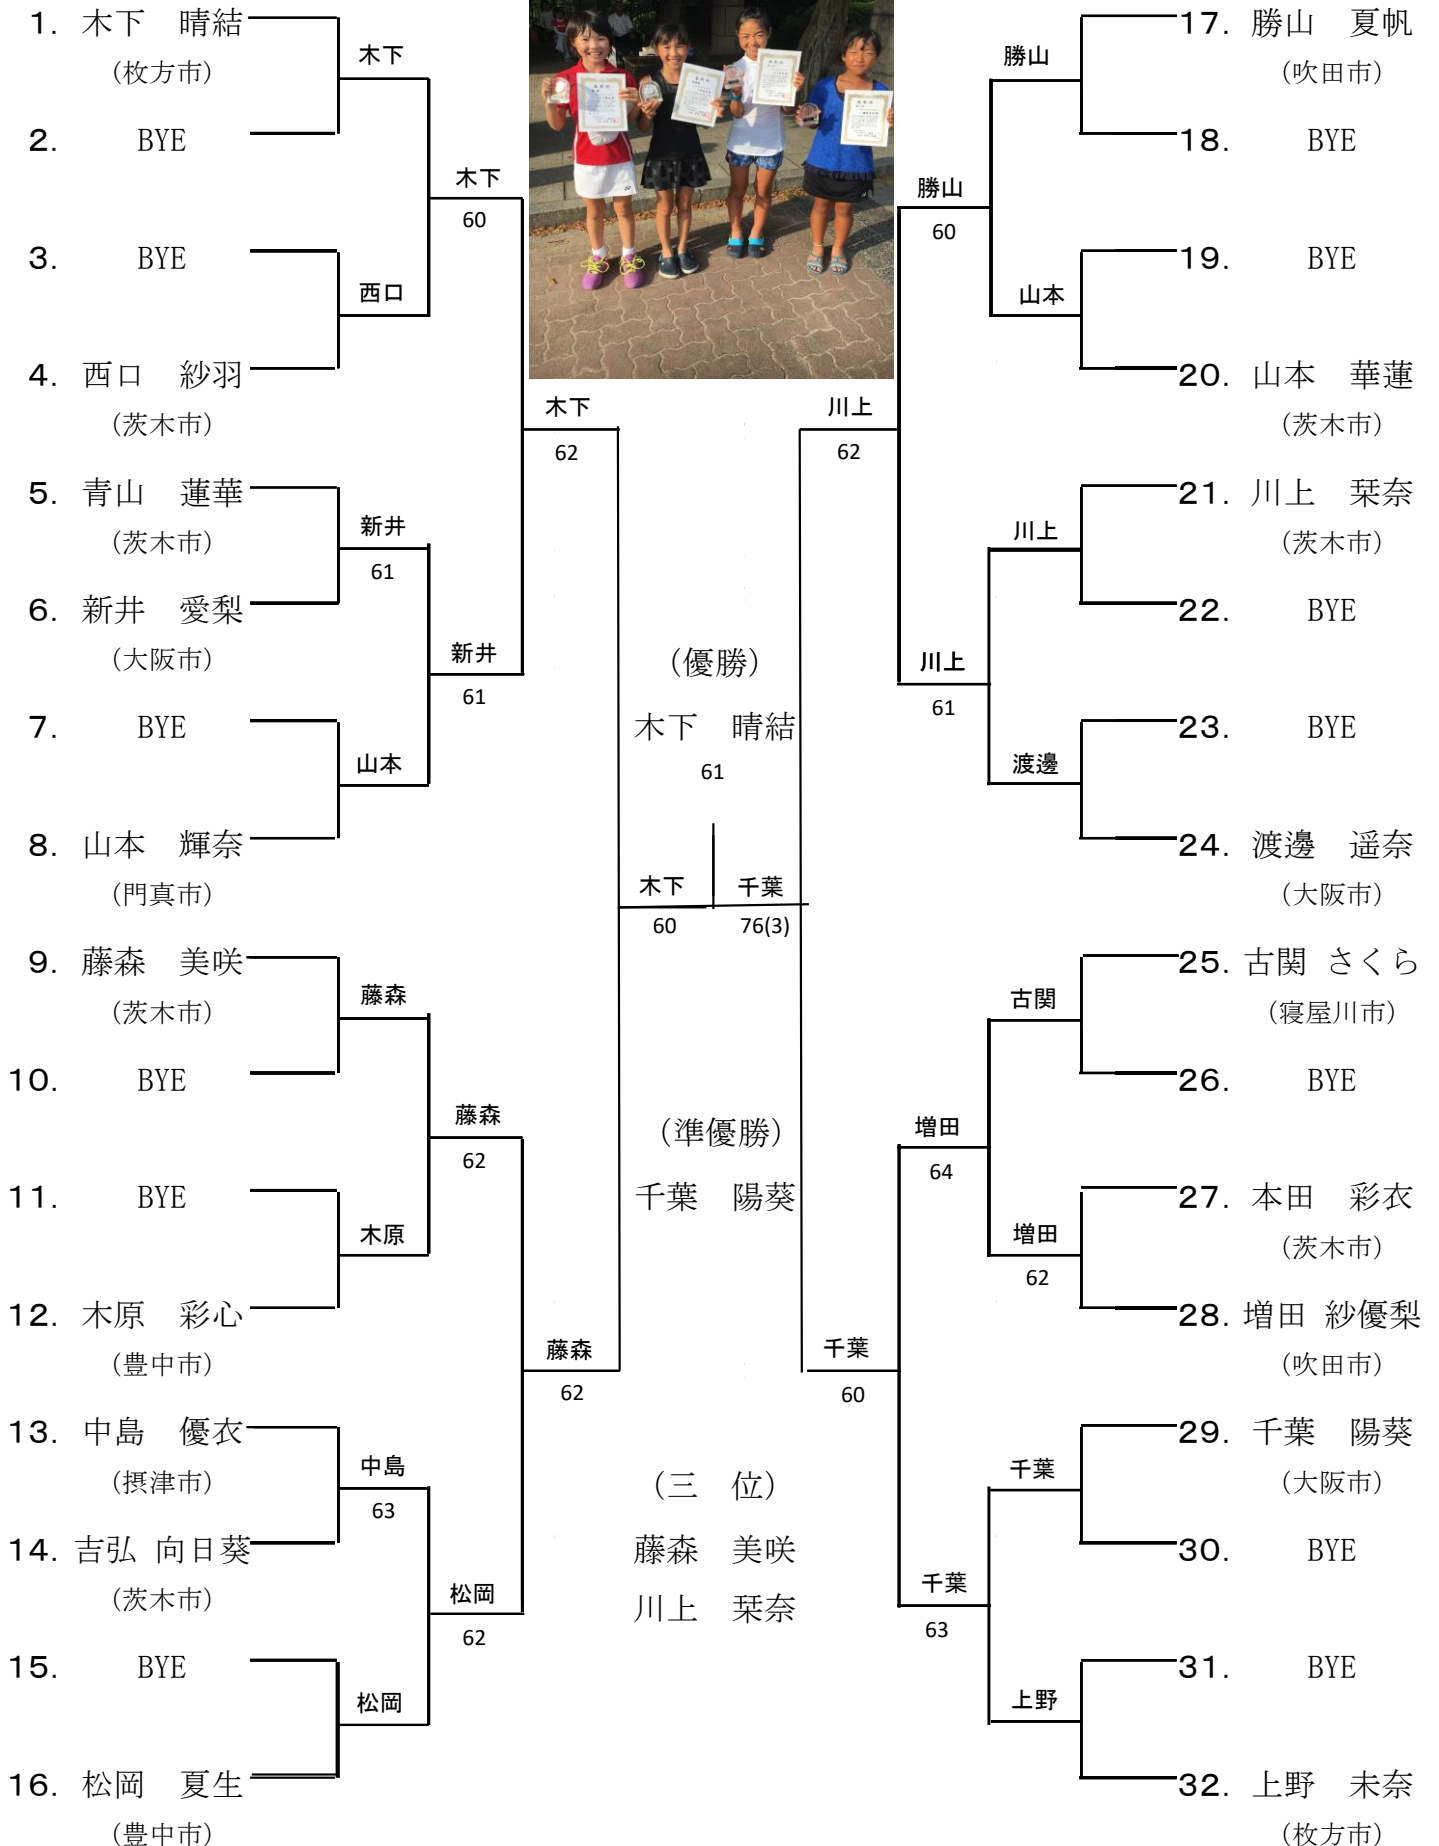 1. 木下　晴結
(枚方市)
2. BYE
3. BYE
4. 西口　紗羽
(茨木市)
5. 青山　蓮華
(茨木市)
6. 新井　愛梨
(大阪市)
7. BYE
8. 山本　輝奈
(門真市)
9. 藤森　美咲
(茨木市)
10. BYE
11. BYE
12. 木原　彩心
(豊中市)
13. 中島　優衣
(摂津市)
14. 吉弘 向日葵
(茨木市)
15. BYE
16. 松岡　夏生
(豊中市)
木下
西口
新井
61
山本
藤森
木原
中島
63
松岡
木下
60
新井
61
藤森
62
松岡
62
木下
62
藤森
62
(優勝)
木下　晴結
61
木下
60
千葉
76(3)
(準優勝)
千葉　陽葵
(三　位)
藤森　美咲
川上　栞奈
川上
62
千葉
60
勝山
60
川上
61
増田
64
千葉
63
勝山
山本
川上
渡邊
古関
増田
62
千葉
上野
17. 勝山　夏帆
(吹田市)
18. BYE
19. BYE
20. 山本　華蓮
(茨木市)
21. 川上　栞奈
(茨木市)
22. BYE
23. BYE
24. 渡邊　遥奈
(大阪市)
25. 古関 さくら
(寝屋川市)
26. BYE
27. 本田　彩衣
(茨木市)
28. 増田 紗優梨
(吹田市)
29. 千葉　陽葵
(大阪市)
30. BYE
31. BYE
32. 上野　未奈
(枚方市)